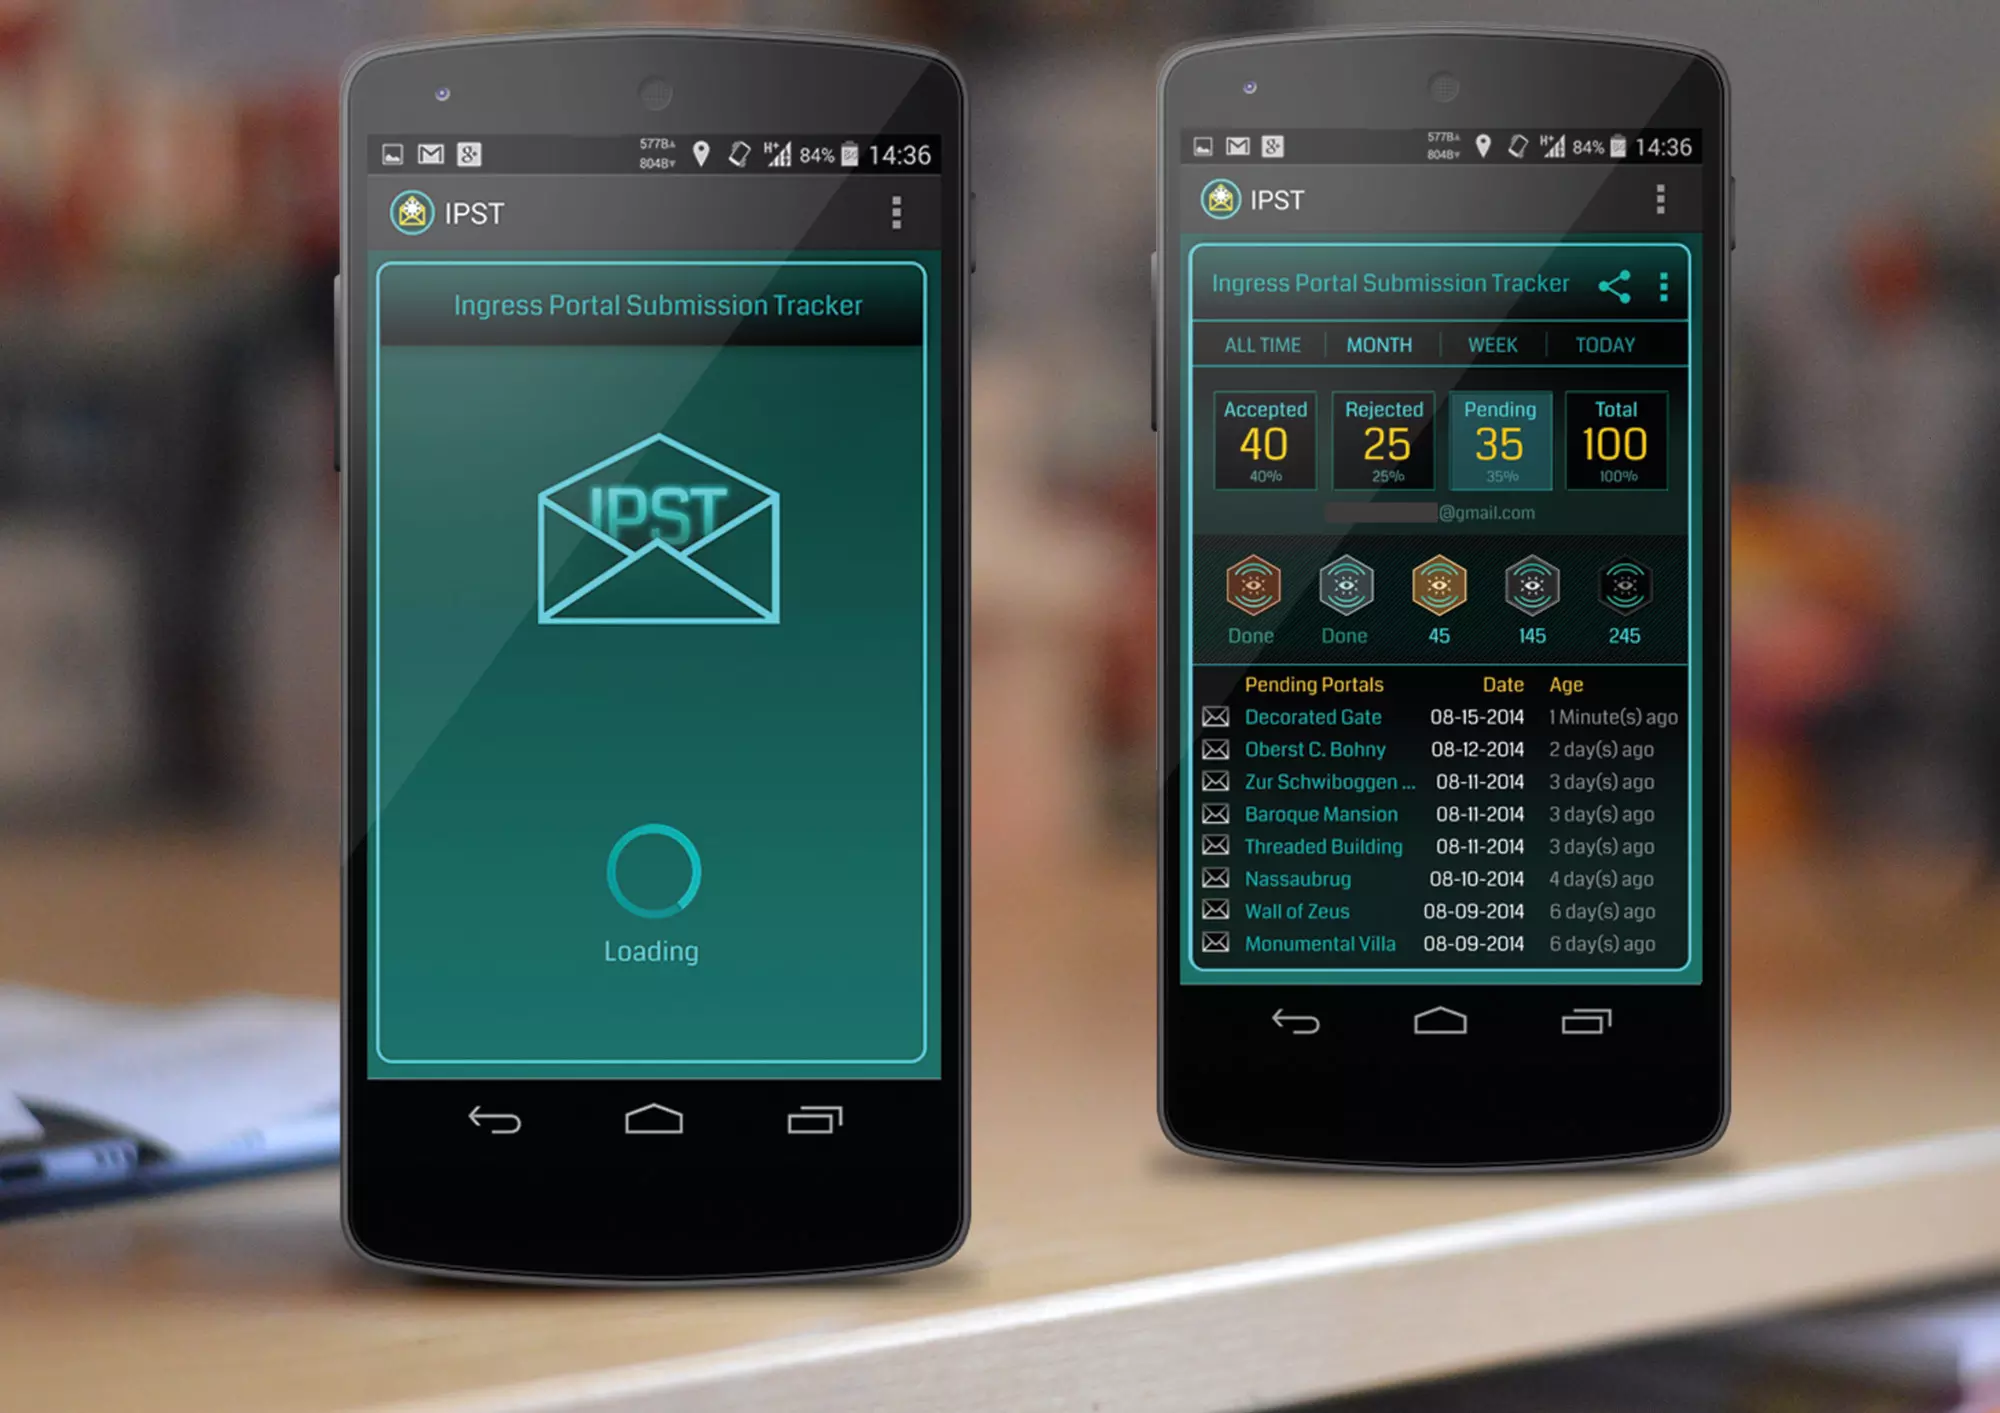 577B
804B
84%
14:36
IPST
Ingress Portal Submission Tracker
IPST
Loading
577B
804B
84%
14:36
IPST
Ingress Portal Submission Tracker
ALL TIME MONTH WEEK TODAY
Accepted Rejected Pending Total
40 25 35 100
40% 25% 35% 100%
@gmail.com
Done Done 45 145 245
Pending Portals Date Age
Decorated Gate 08-15-2014 1 Minute(s) ago
Oberst C. Bohny 08-12-2014 2 day(s) ago
Zur Schwiboggen ... 08-11-2014 3 day(s) ago
Baroque Mansion 08-11-2014 3 day(s) ago
Threaded Building 08-11-2014 3 day(s) ago
Nassaubrug 08-10-2014 4 day(s) ago
Wall of Zeus 08-09-2014 6 day(s) ago
Monumental Villa 08-09-2014 6 day(s) ago